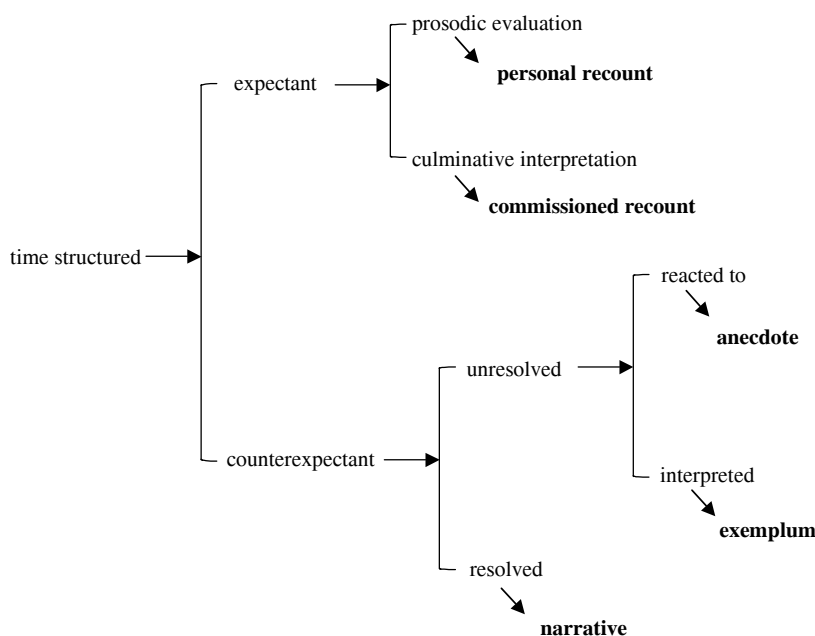 prosodic evaluation
personal recount
expectant
culminative interpretation
commissioned recount
time structured
reacted to
anecdote
unresolved
counterexpectant
interpreted
exemplum
resolved
narrative